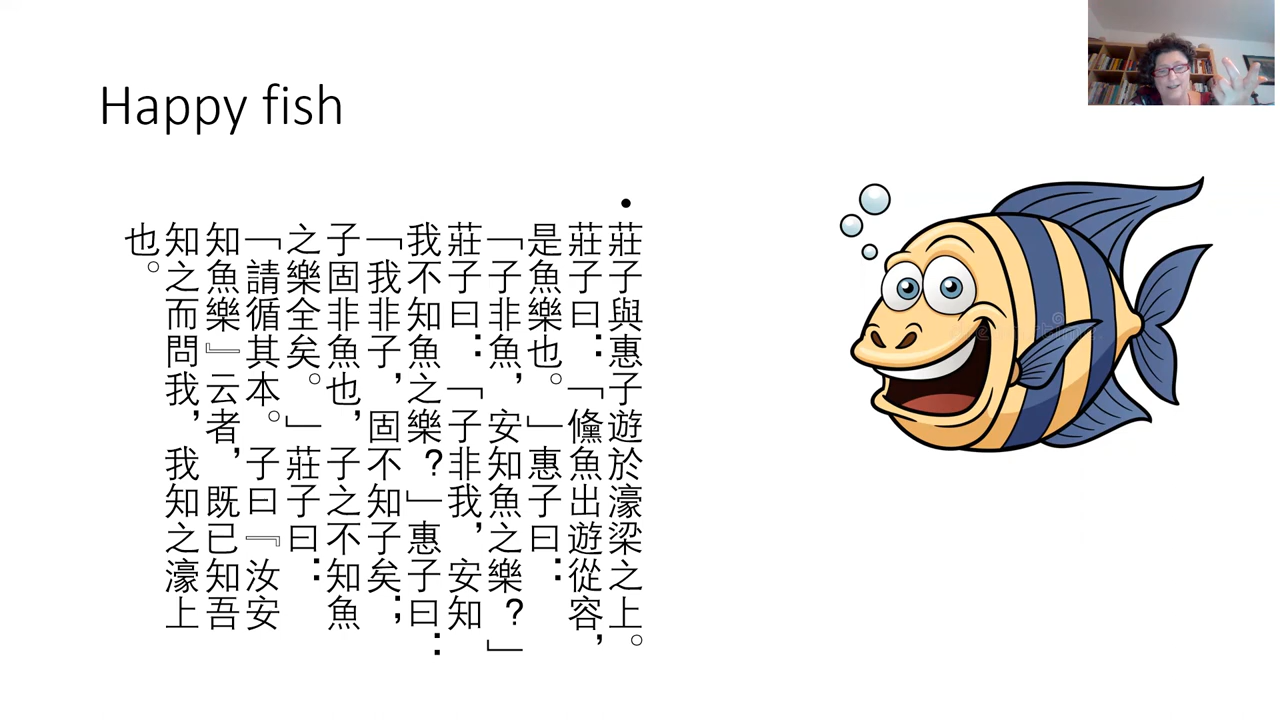 Happy fish
• 莊子與惠子遊於濠梁之上。
莊子曰：「儵魚出遊從容，
是魚樂也。」惠子曰：
「子非魚，安知魚之樂？」
莊子曰：「子非我，安知
我不知魚之樂？」惠子曰：
「我非子，固不知子矣；
子固非魚也，子之不知魚
之樂全矣。」莊子曰：
「請循其本。子曰『汝安
知魚樂』云者，既已知吾
知之而問我，我知之濠上
也。